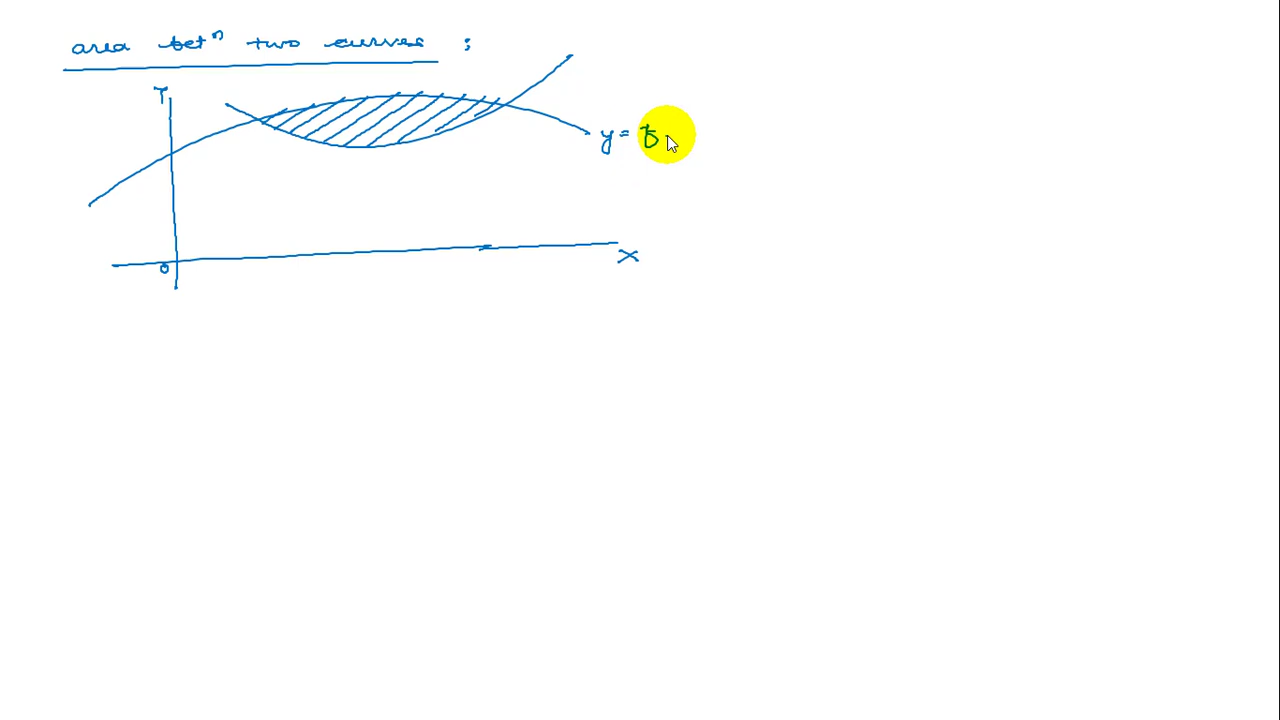 area betⁿ two curves :
Y
y = f
O
X